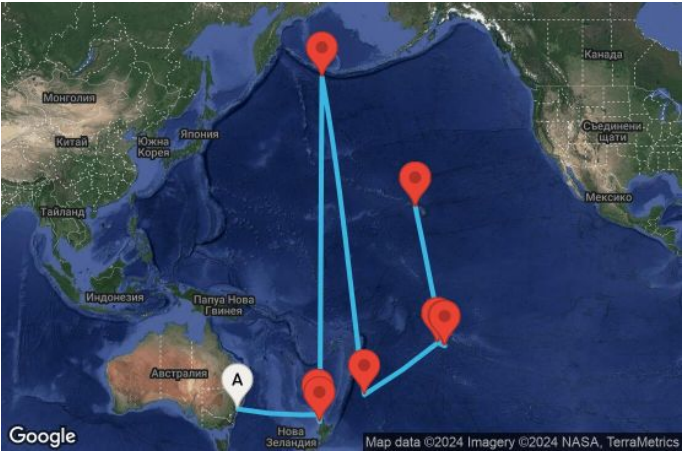 Канада
Монголия
Съединени
щати
Китай
Южна
Корея
Япония
Мексико
Тайланд
Индонезия
Папуа Нова
Гвинея
Австралия
A
Нова
Зеландия
Google
Map data ©2024 Imagery ©2024 NASA, TerraMetrics